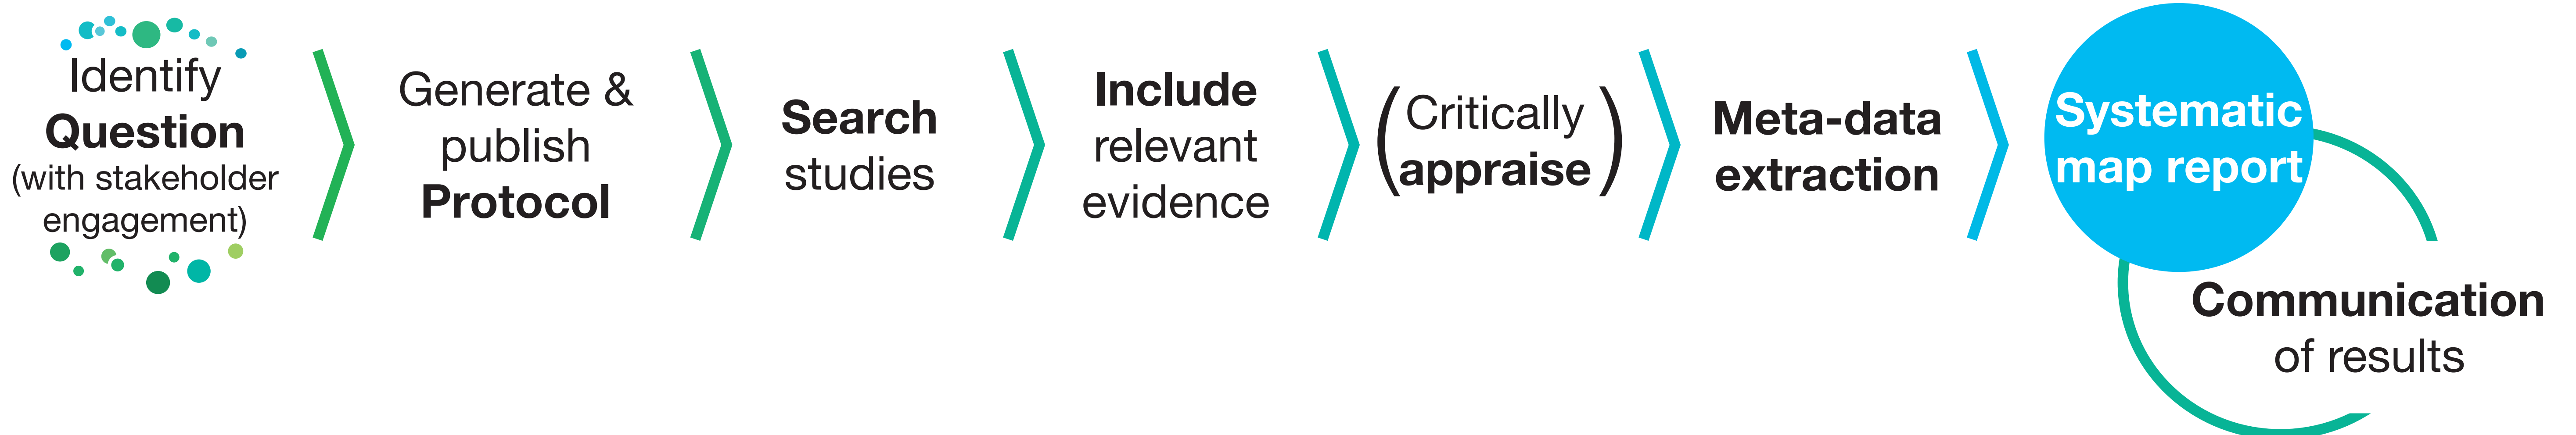 Identify
Question
(with stakeholder
engagement)
Generate &
publish
Protocol
Search
studies
Include
relevant
evidence
(Critically
appraise)
Meta-data
extraction
Systematic
map report
Communication
of results